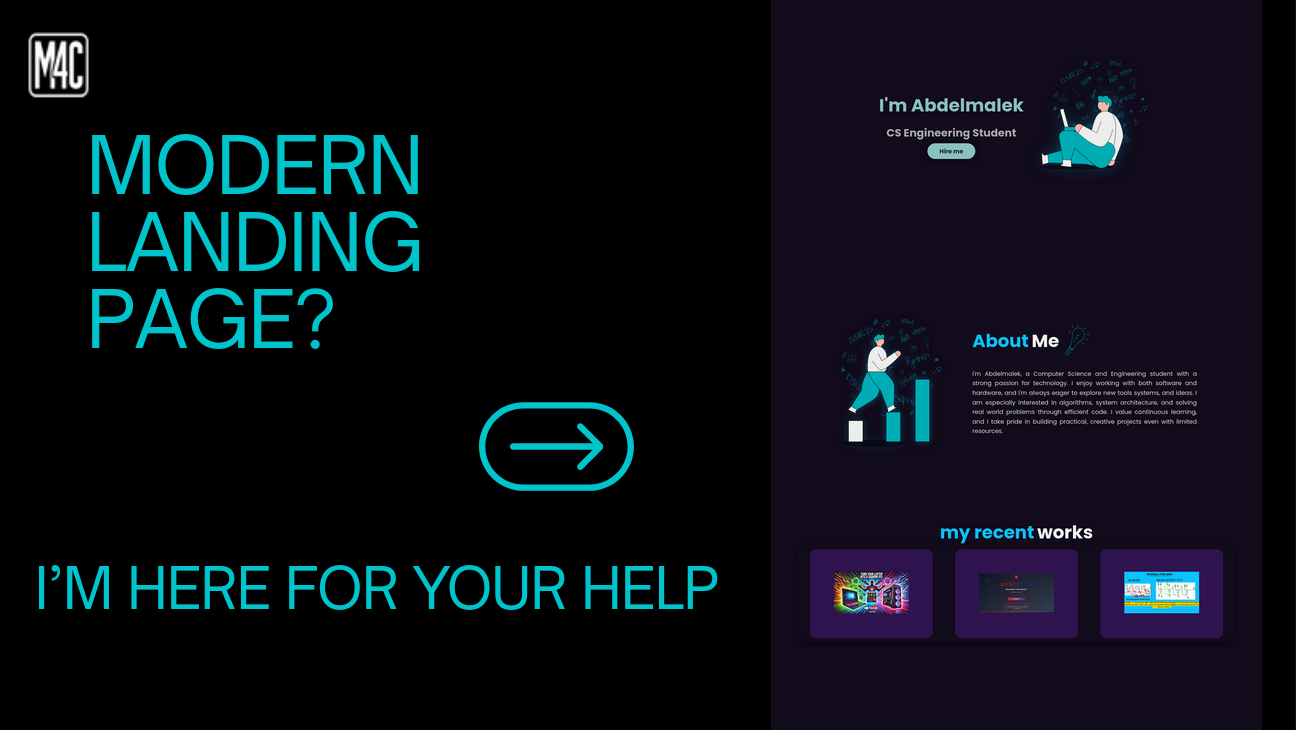 M4C
MODERN
LANDING
PAGE?
I'M HERE FOR YOUR HELP
I'm Abdelmalek
CS Engineering Student
Hire me
About Me
I'm Abdelmalek, a Computer Science and Engineering student with a
strong passion for technology. I enjoy working with both software and
hardware, and I'm always eager to explore new tools systems, and ideas. I
am especially interested in algorithms, system architecture, and solving
real world problems through efficient code. I value continuous learning,
and I take pride in building practical, creative projects even with limited
resources.
my recent works